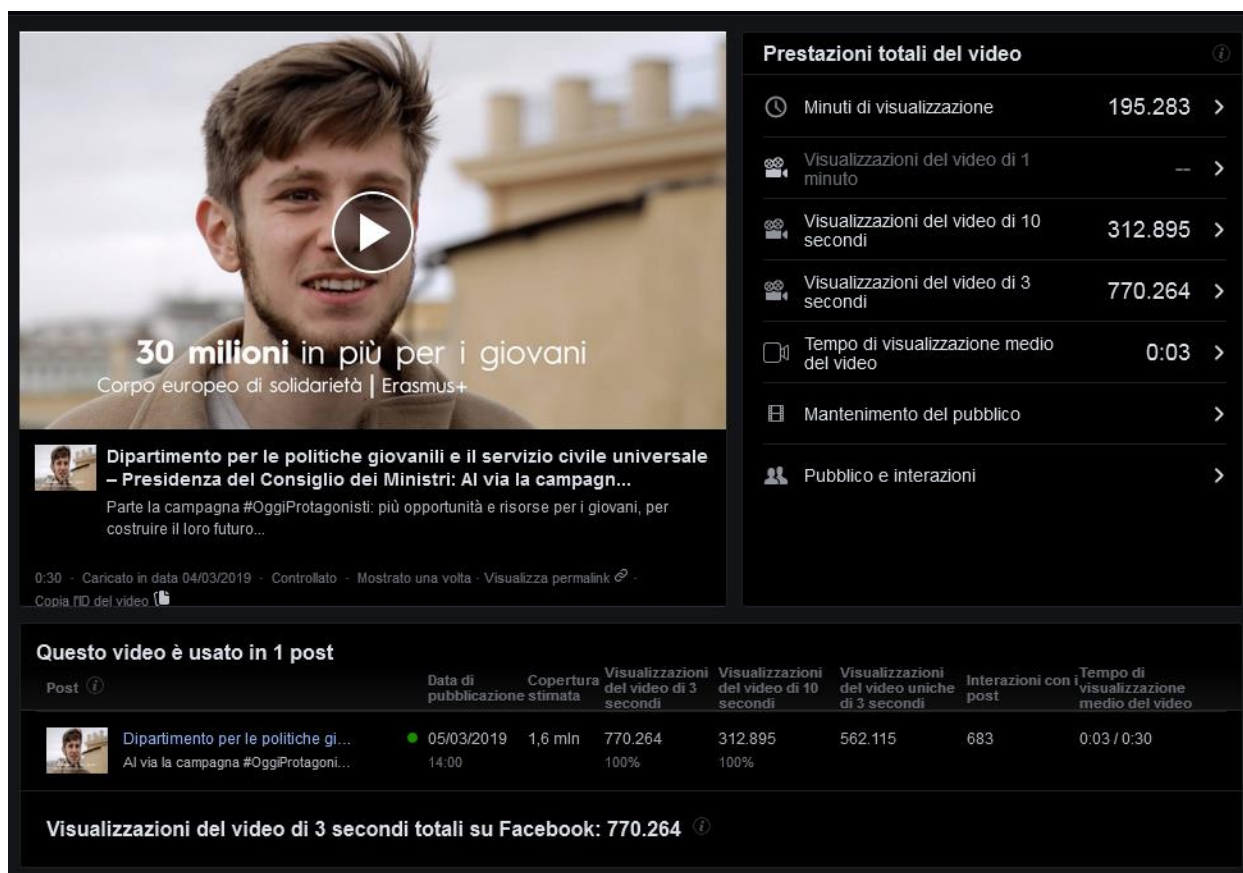 30 milioni in più per i giovani
Corpo europeo di solidarietà | Erasmus+
Dipartimento per le politiche giovanili e il servizio civile universale
– Presidenza del Consiglio dei Ministri: Al via la campagn...
Parte la campagna #OggiProtagonisti: più opportunità e risorse per i giovani, per
costruire il loro futuro...
0:30 - Caricato in data 04/03/2019 - Controllato - Mostrato una volta - Visualizza permalink -
Copia l'ID del video
Prestazioni totali del video
Minuti di visualizzazione 195.283
Visualizzazioni del video di 1
minuto --
Visualizzazioni del video di 10
secondi 312.895
Visualizzazioni del video di 3
secondi 770.264
Tempo di visualizzazione medio
del video 0:03
Mantenimento del pubblico
Pubblico e interazioni
Questo video è usato in 1 post
Post
Data di
pubblicazione
Copertura
stimata
Visualizzazioni
del video di 3
secondi
Visualizzazioni
del video di 10
secondi
Visualizzazioni
del video uniche
di 3 secondi
Interazioni con i
post
Tempo di
visualizzazione
medio del video
Dipartimento per le politiche gi... 05/03/2019 1,6 mln 770.264 312.895 562.115 683 0:03 / 0:30
Al via la campagna #OggiProtagoni... 14:00 100% 100%
Visualizzazioni del video di 3 secondi totali su Facebook: 770.264